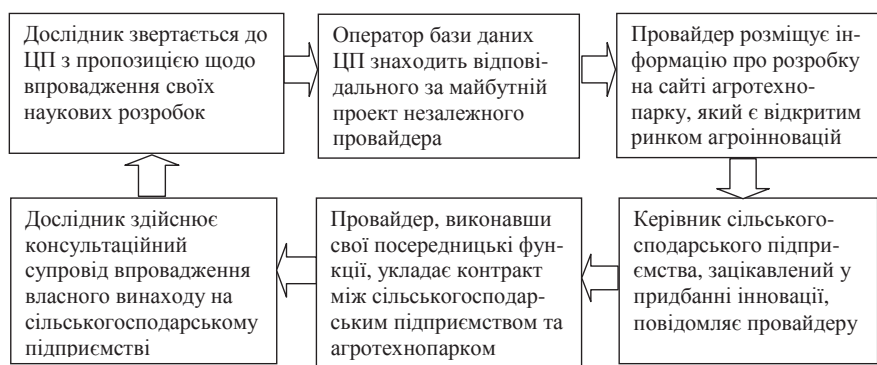 Дослідник звертається до
ЦП з пропозицією щодо
впровадження своїх
наукових розробок
Оператор бази даних
ЦП знаходить відпові-
дального за майбутній
проект незалежного
провайдера
Провайдер розміщує ін-
формацію про розробку
на сайті агротехно-
парку, який є відкритим
ринком агроінновацій
Керівник сільського-
сподарського підпри-
ємства, зацікавлений у
придбанні інновації,
повідомляє провайдеру
Провайдер, виконавши
свої посередницькі фун-
кції, укладає контракт
між сільськогосподар-
ським підприємством та
агротехнопарком
Дослідник здійснює
консультаційний
супровід впровадження
власного винаходу на
сільськогосподарському
підприємстві